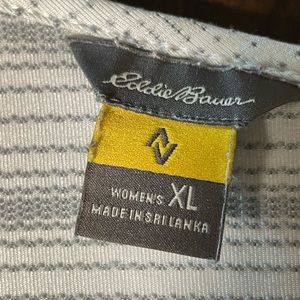 Eddie Bauer
WOMEN'S XL
MADE IN SRI LANKA